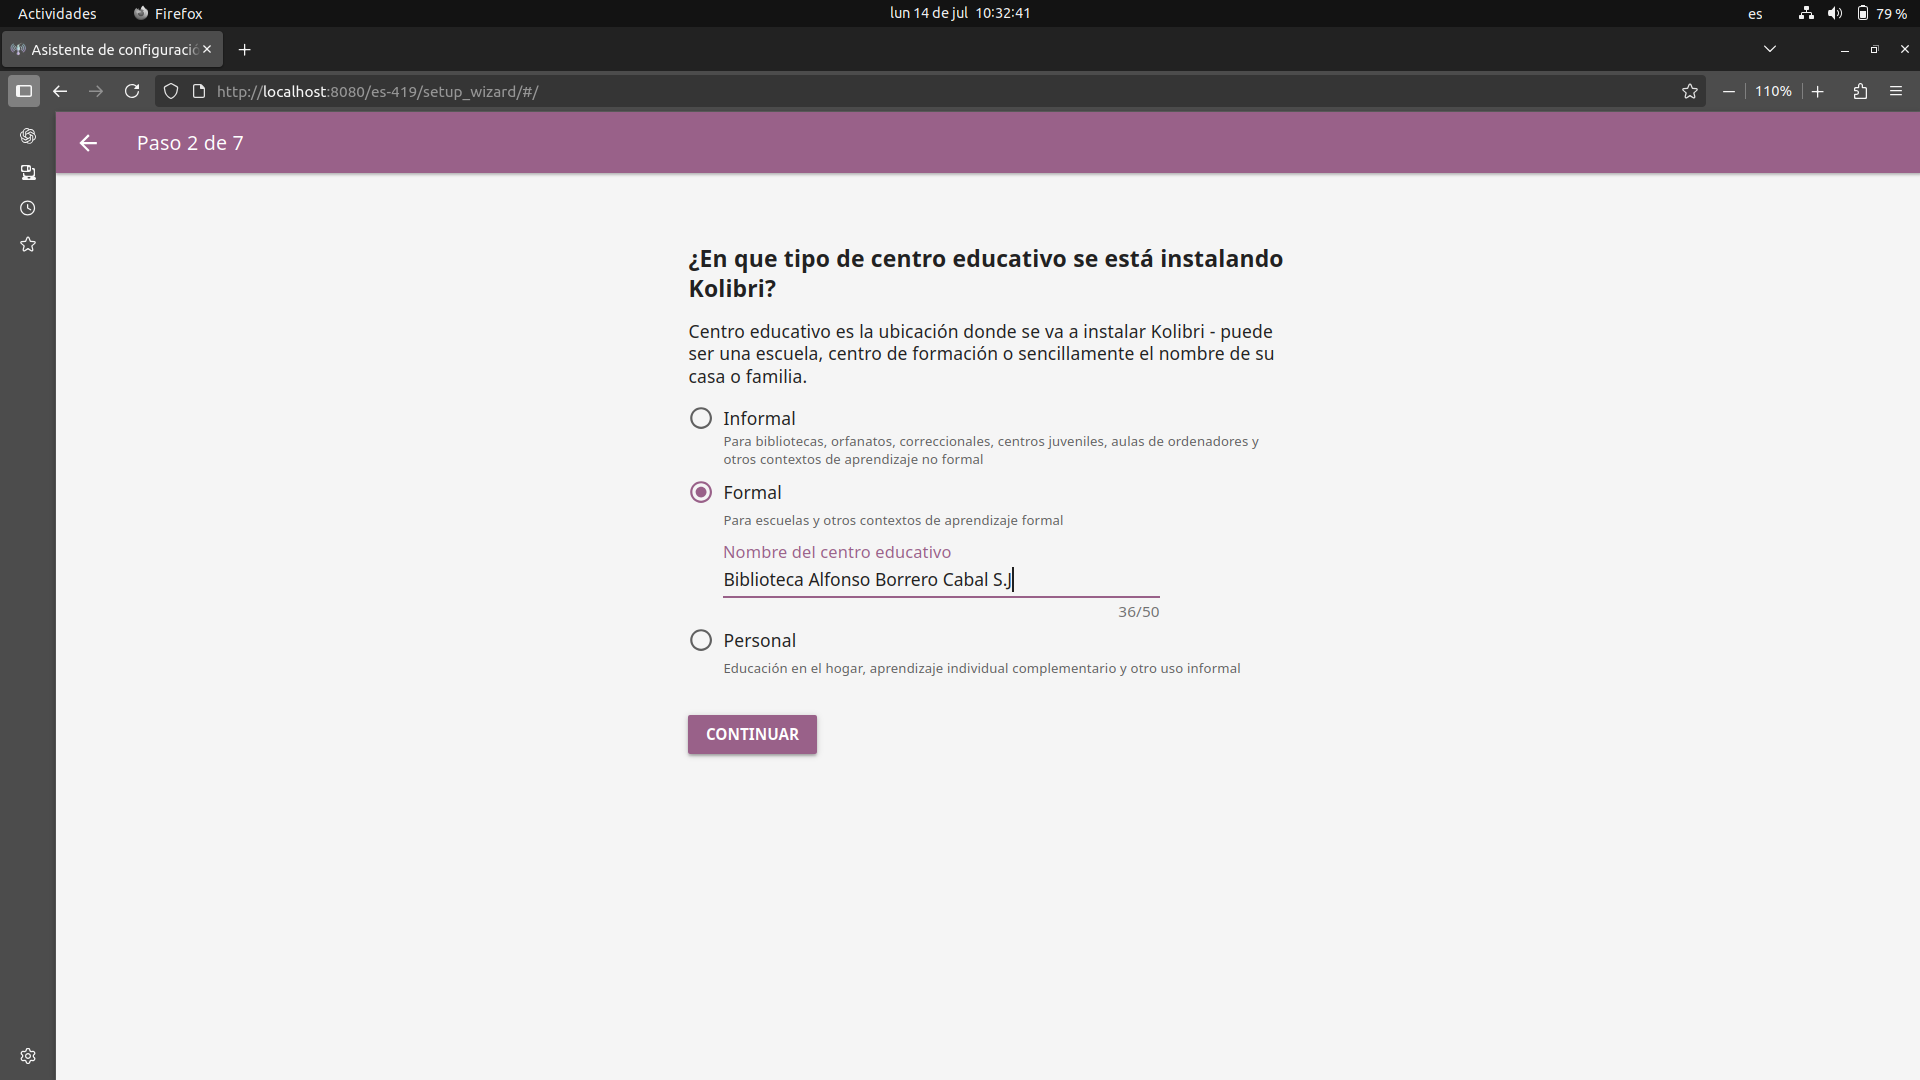 Actividades
Firefox
lun 14 de jul 10:32:41
es
79 %
Asistente de configuració
http://localhost:8080/es-419/setup_wizard/#/
110%
Paso 2 de 7
¿En que tipo de centro educativo se está instalando
Kolibri?
Centro educativo es la ubicación donde se va a instalar Kolibri - puede
ser una escuela, centro de formación o sencillamente el nombre de su
casa o familia.
Informal
Para bibliotecas, orfanatos, correccionales, centros juveniles, aulas de ordenadores y
otros contextos de aprendizaje no formal
Formal
Para escuelas y otros contextos de aprendizaje formal
Nombre del centro educativo
Biblioteca Alfonso Borrero Cabal S.J
36/50
Personal
Educación en el hogar, aprendizaje individual complementario y otro uso informal
CONTINUAR